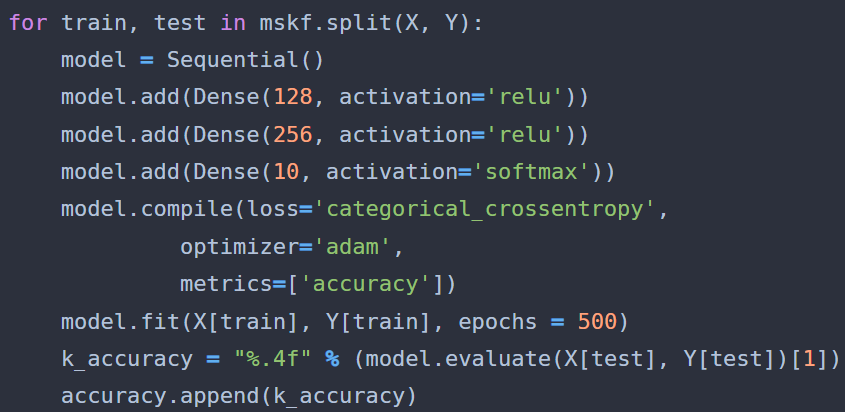 for train, test in mskf.split(X, Y):
    model = Sequential()
    model.add(Dense(128, activation='relu'))
    model.add(Dense(256, activation='relu'))
    model.add(Dense(10, activation='softmax'))
    model.compile(loss='categorical_crossentropy',
             optimizer='adam',
             metrics=['accuracy'])
    model.fit(X[train], Y[train], epochs = 500)
    k_accuracy = "%.4f" % (model.evaluate(X[test], Y[test])[1])
    accuracy.append(k_accuracy)